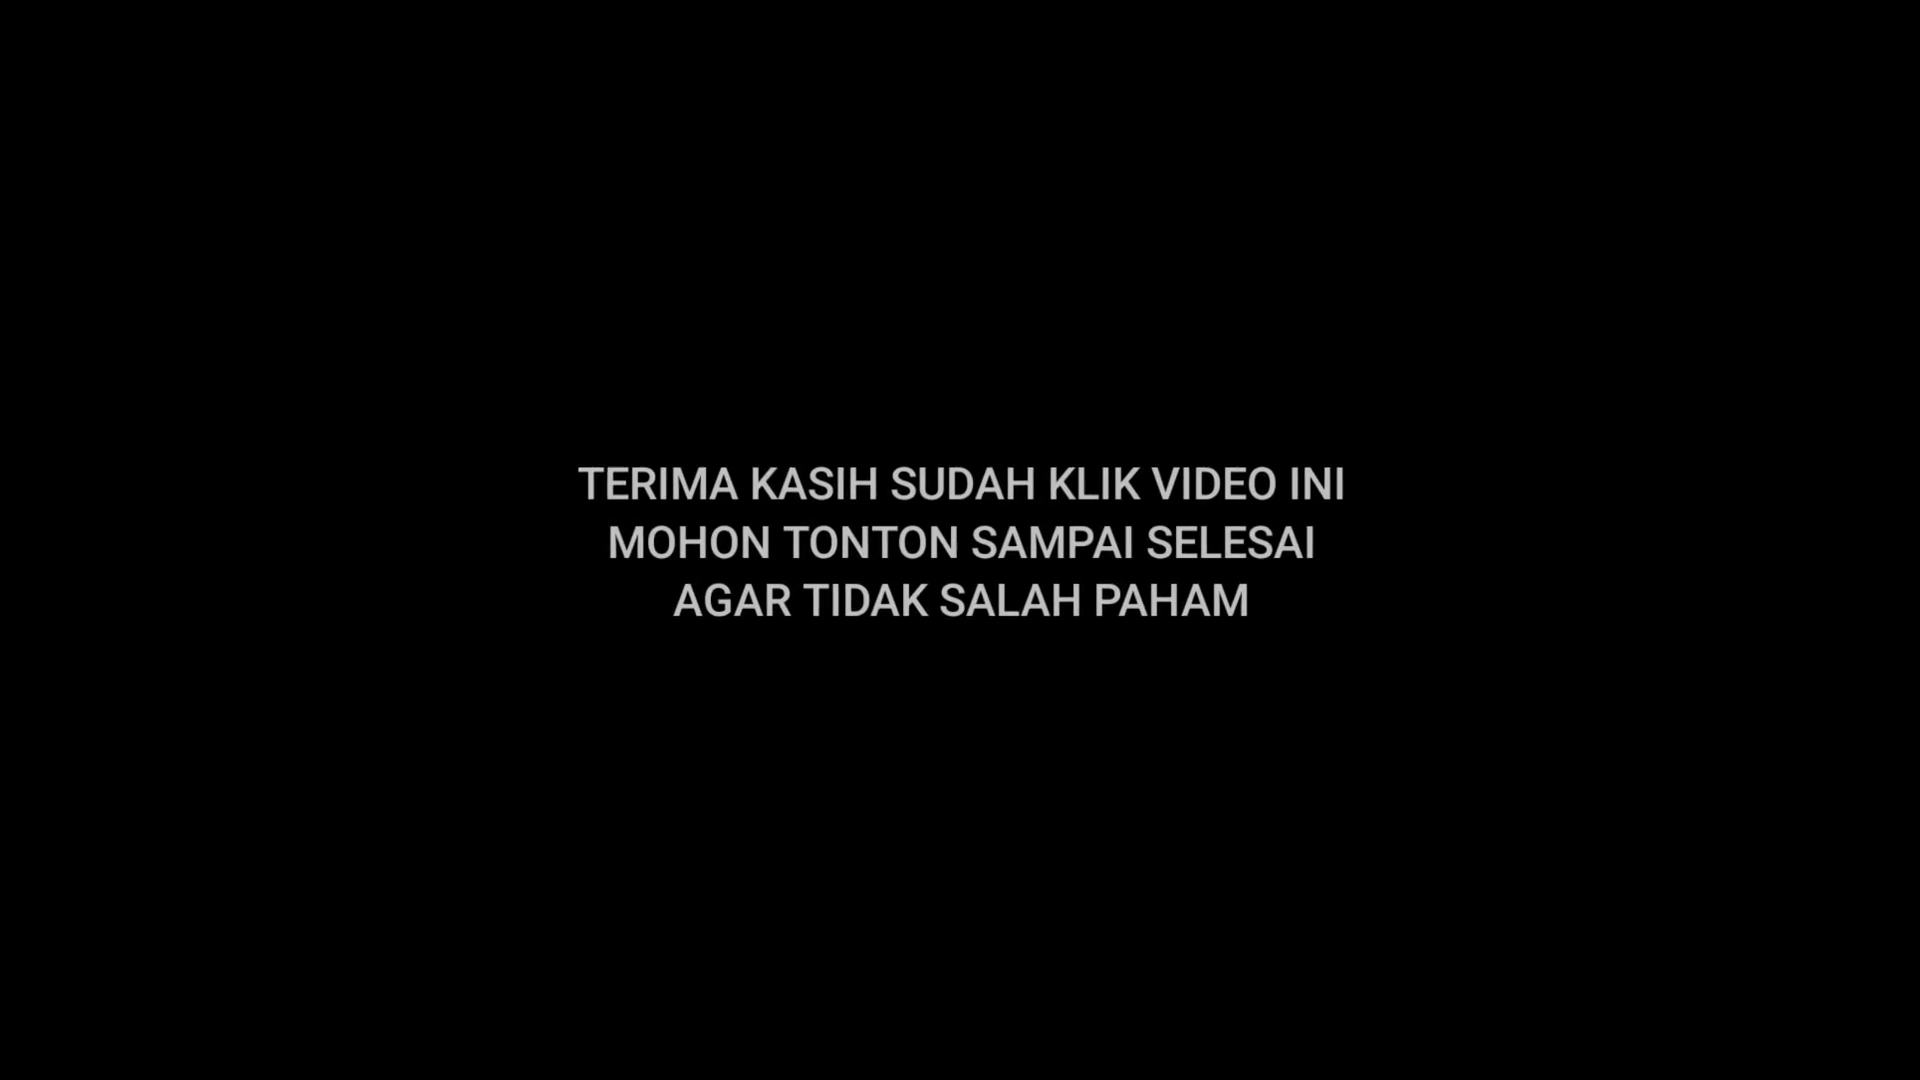 TERIMA KASIH SUDAH KLIK VIDEO INI
MOHON TONTON SAMPAI SELESAI
AGAR TIDAK SALAH PAHAM